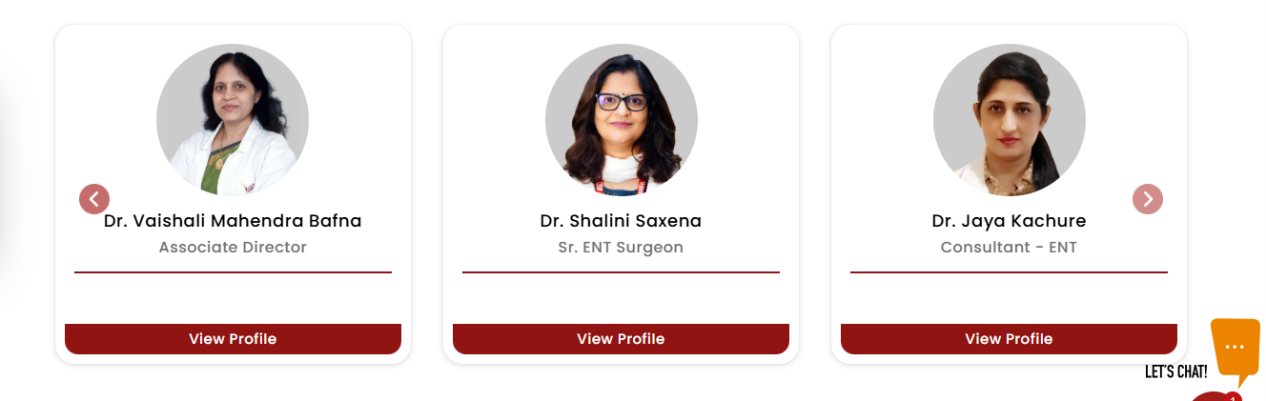 Dr. Vaishali Mahendra Bafna
Associate Director
View Profile
Dr. Shalini Saxena
Sr. ENT Surgeon
View Profile
Dr. Jaya Kachure
Consultant - ENT
View Profile
LET'S CHAT!
1